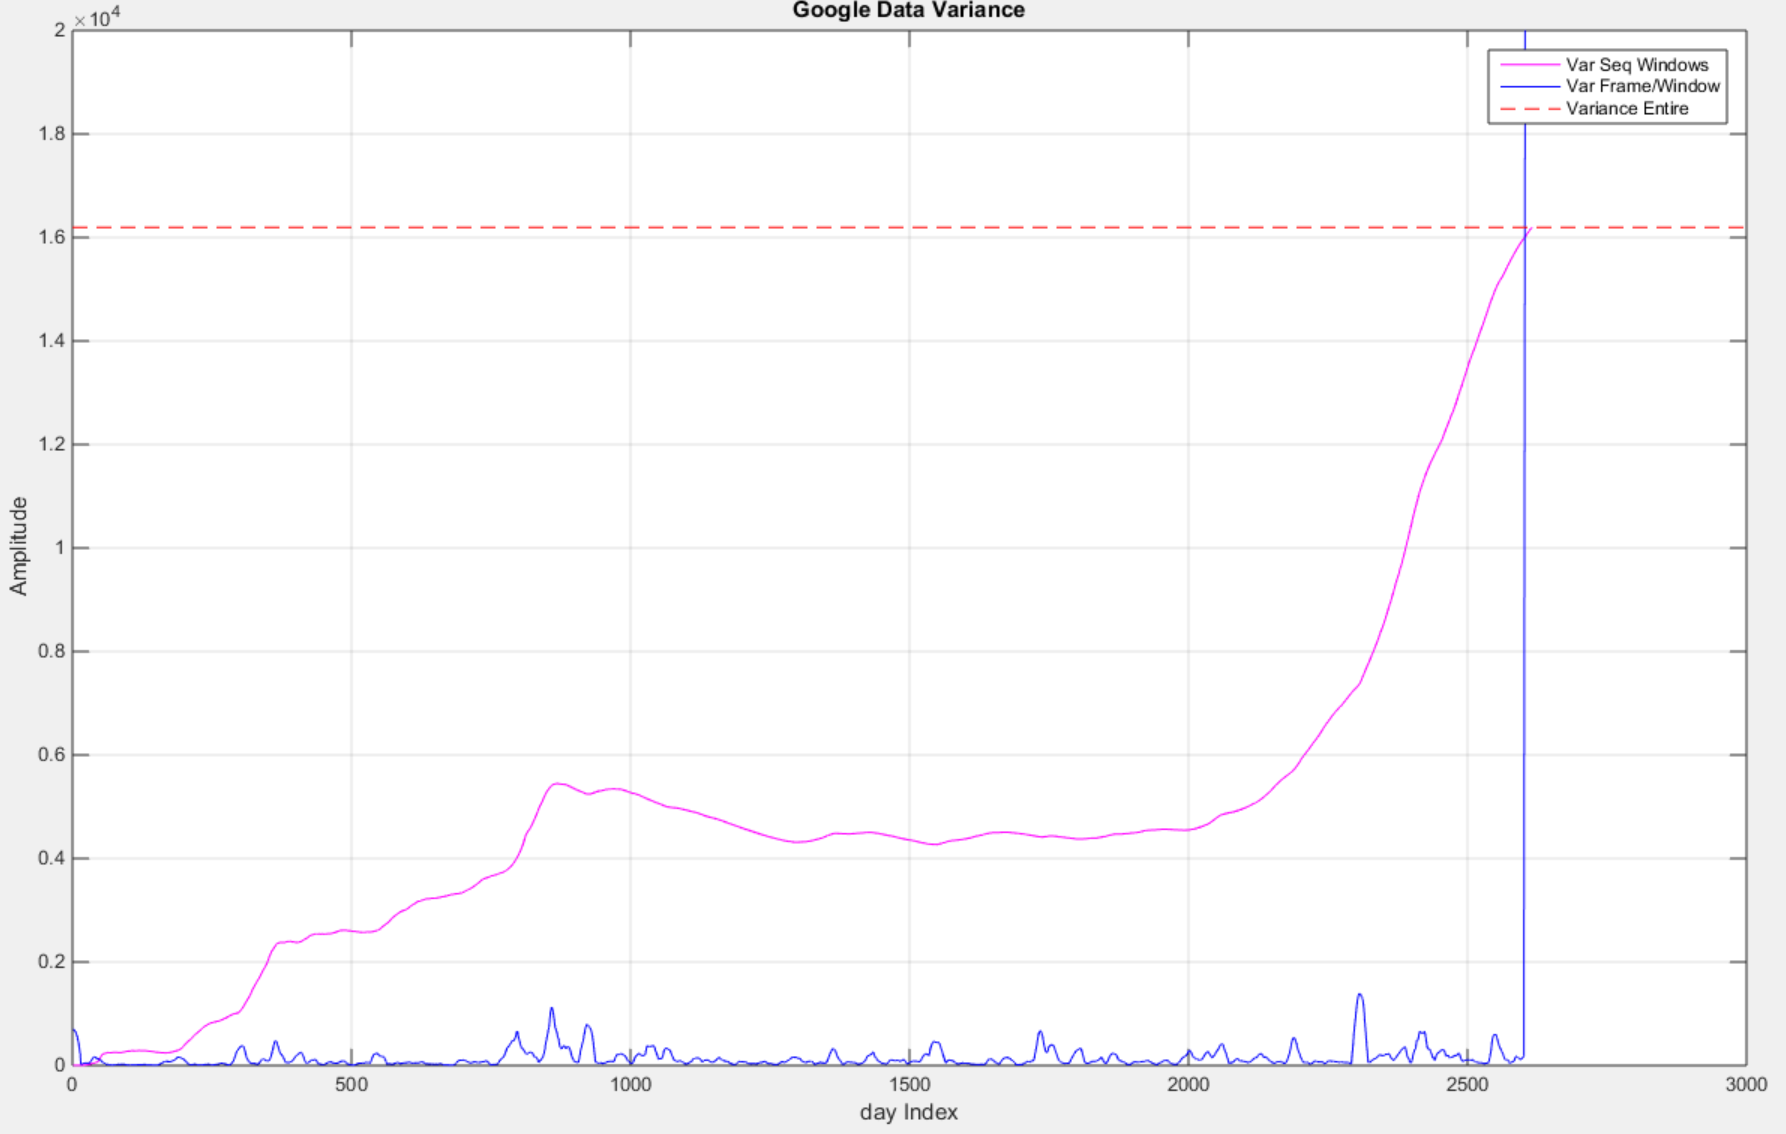 Google Data Variance
×10⁴
2
1.8
1.6
1.4
1.2
1
0.8
0.6
0.4
0.2
0
Amplitude
Var Seq Windows
Var Frame/Window
Variance Entire
0 500 1000 1500 2000 2500 3000
day Index